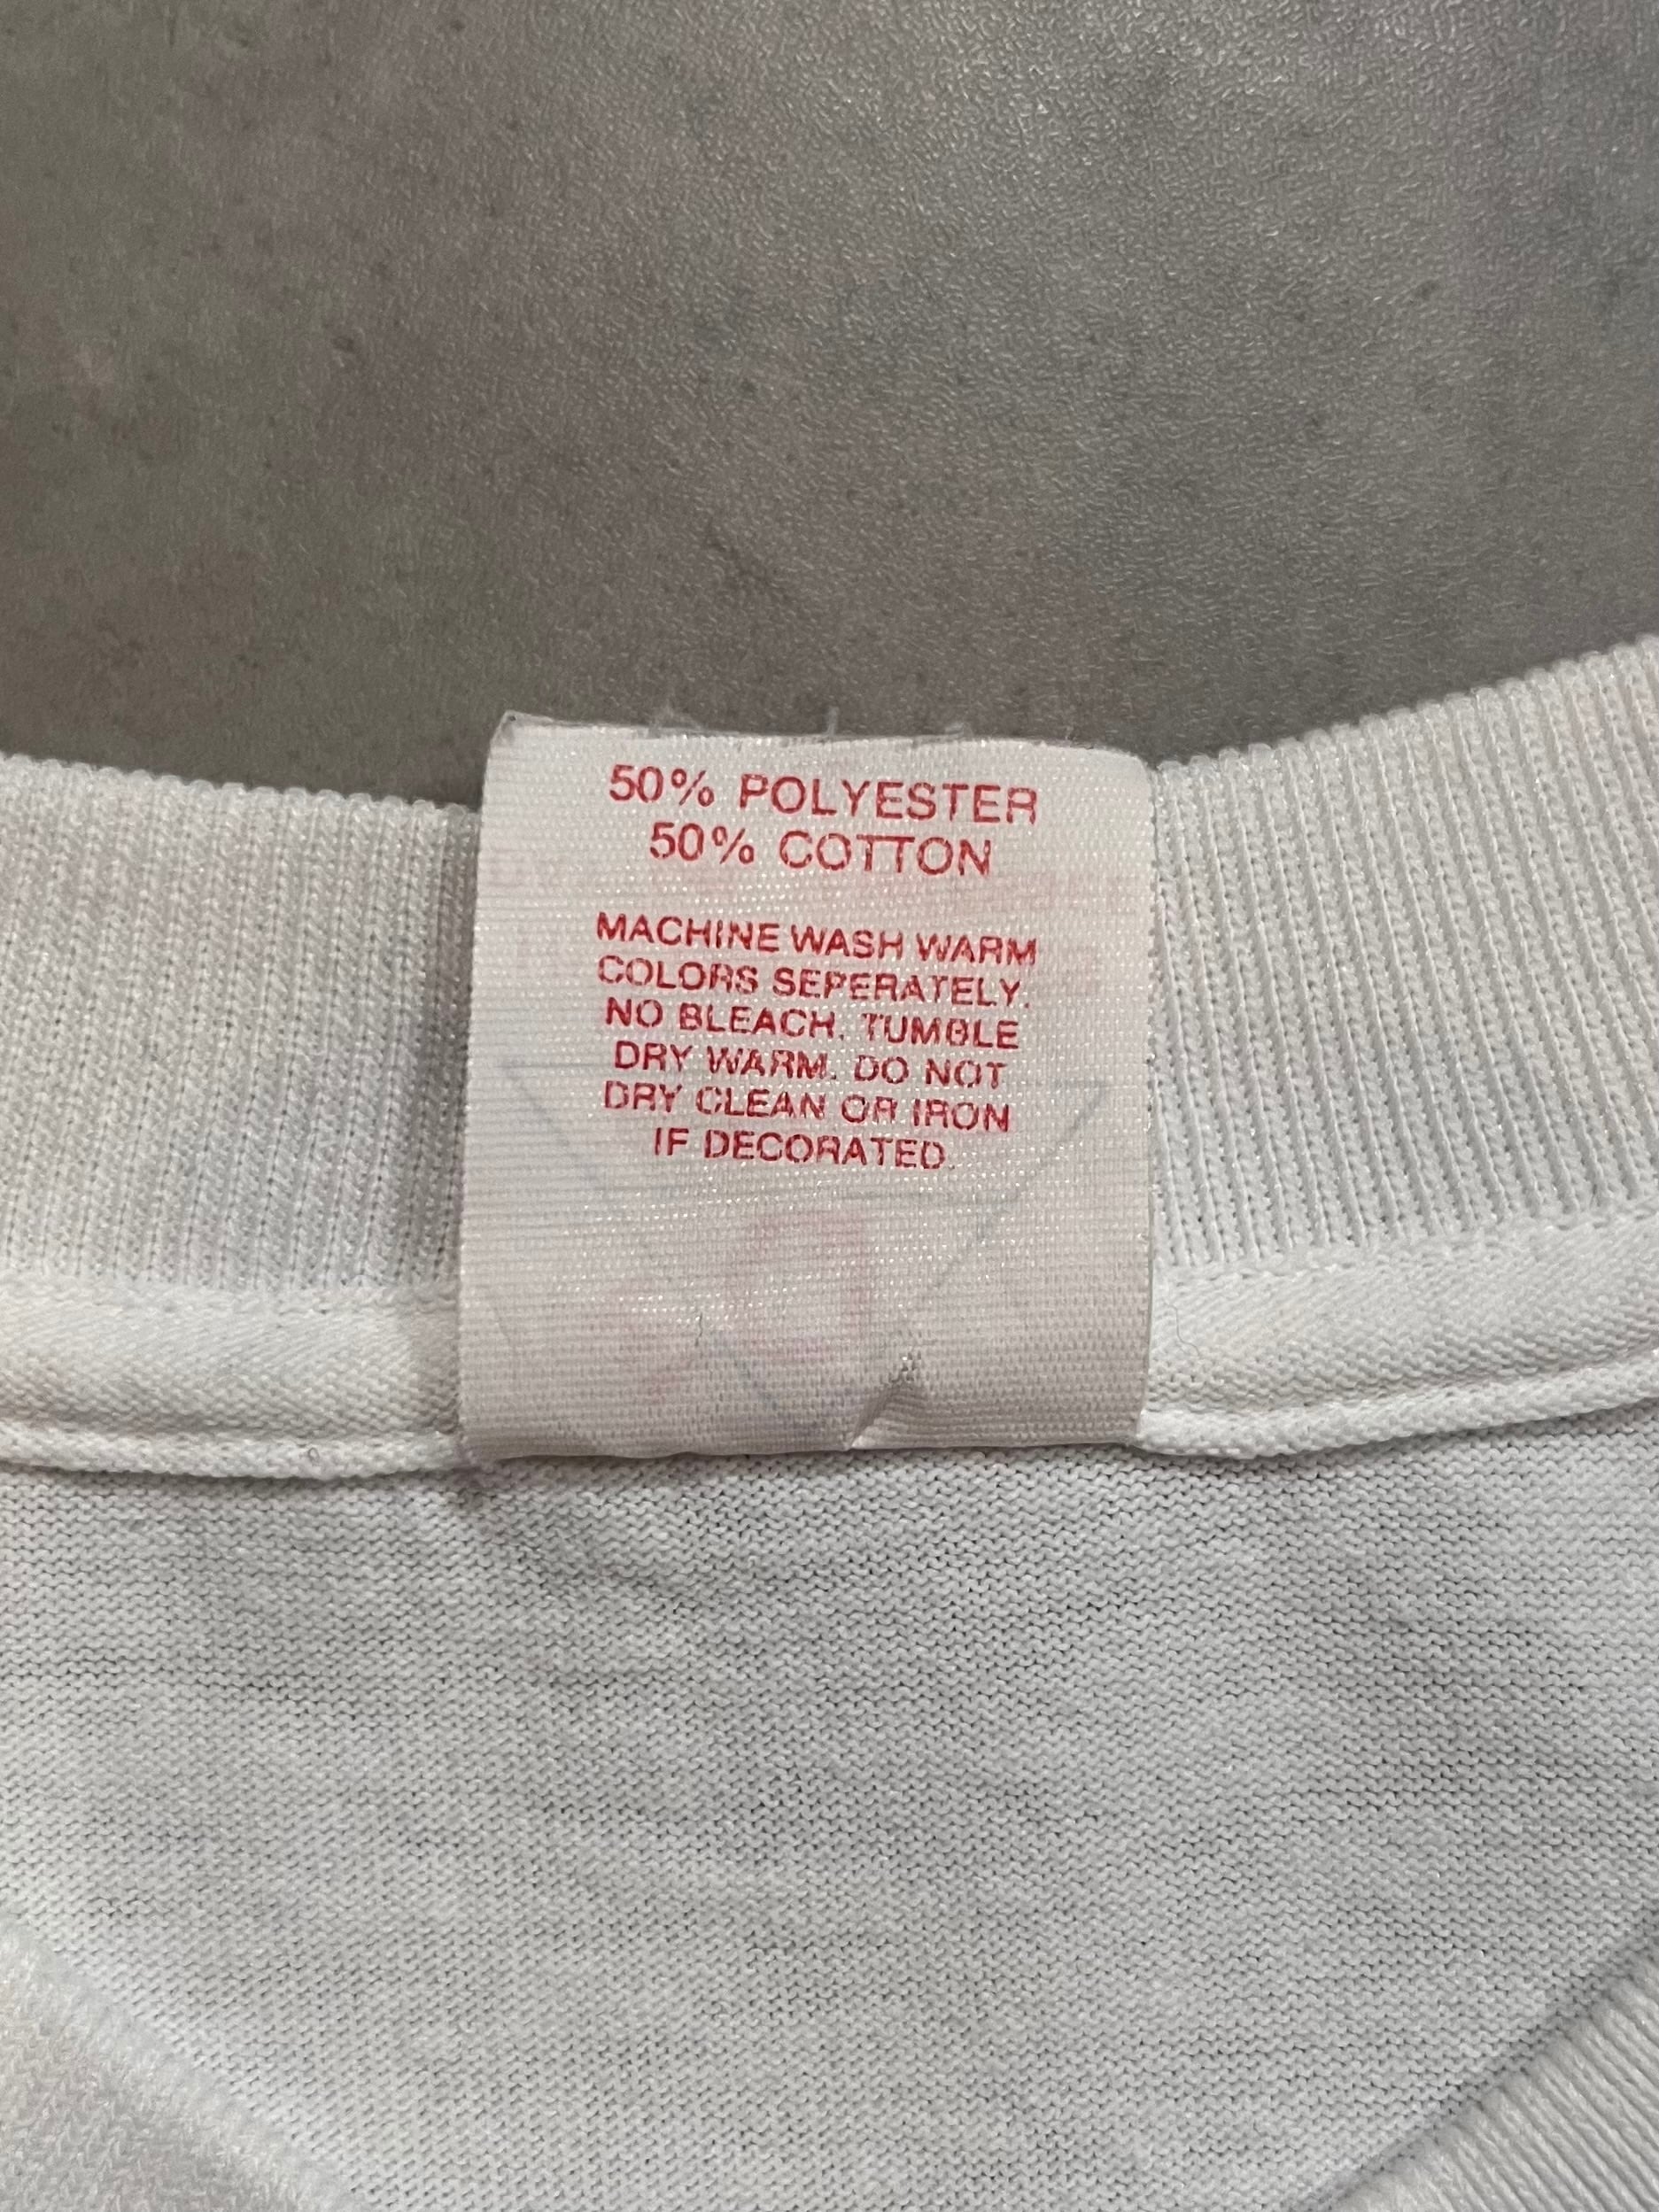 50% POLYESTER
50% COTTON
MACHINE WASH WARM
COLORS SEPERATELY.
NO BLEACH. TUMBLE
DRY WARM. DO NOT
DRY CLEAN OR IRON
IF DECORATED.